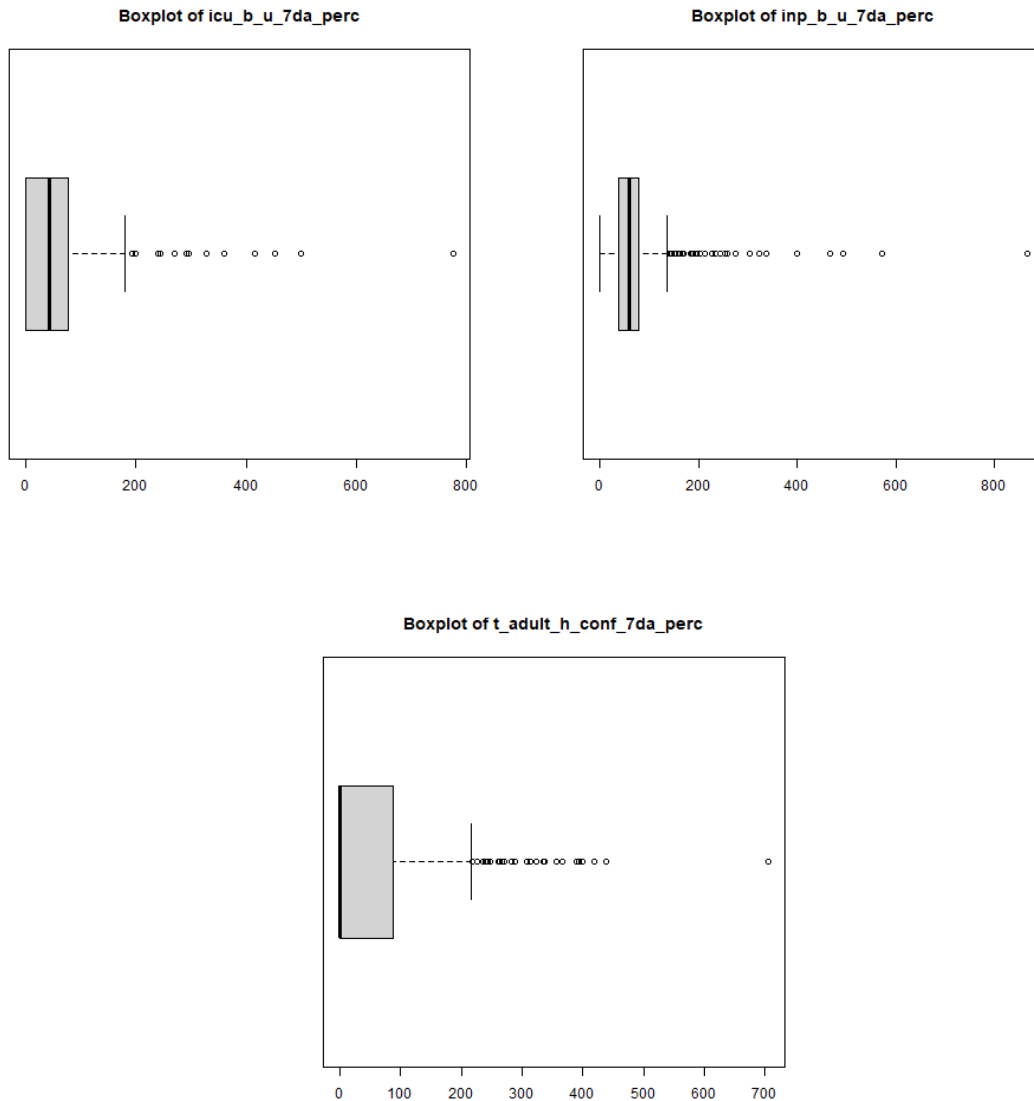 Boxplot of icu_b_u_7da_perc
0 200 400 600 800
Boxplot of inp_b_u_7da_perc
0 200 400 600 800
Boxplot of t_adult_h_conf_7da_perc
0 100 200 300 400 500 600 700